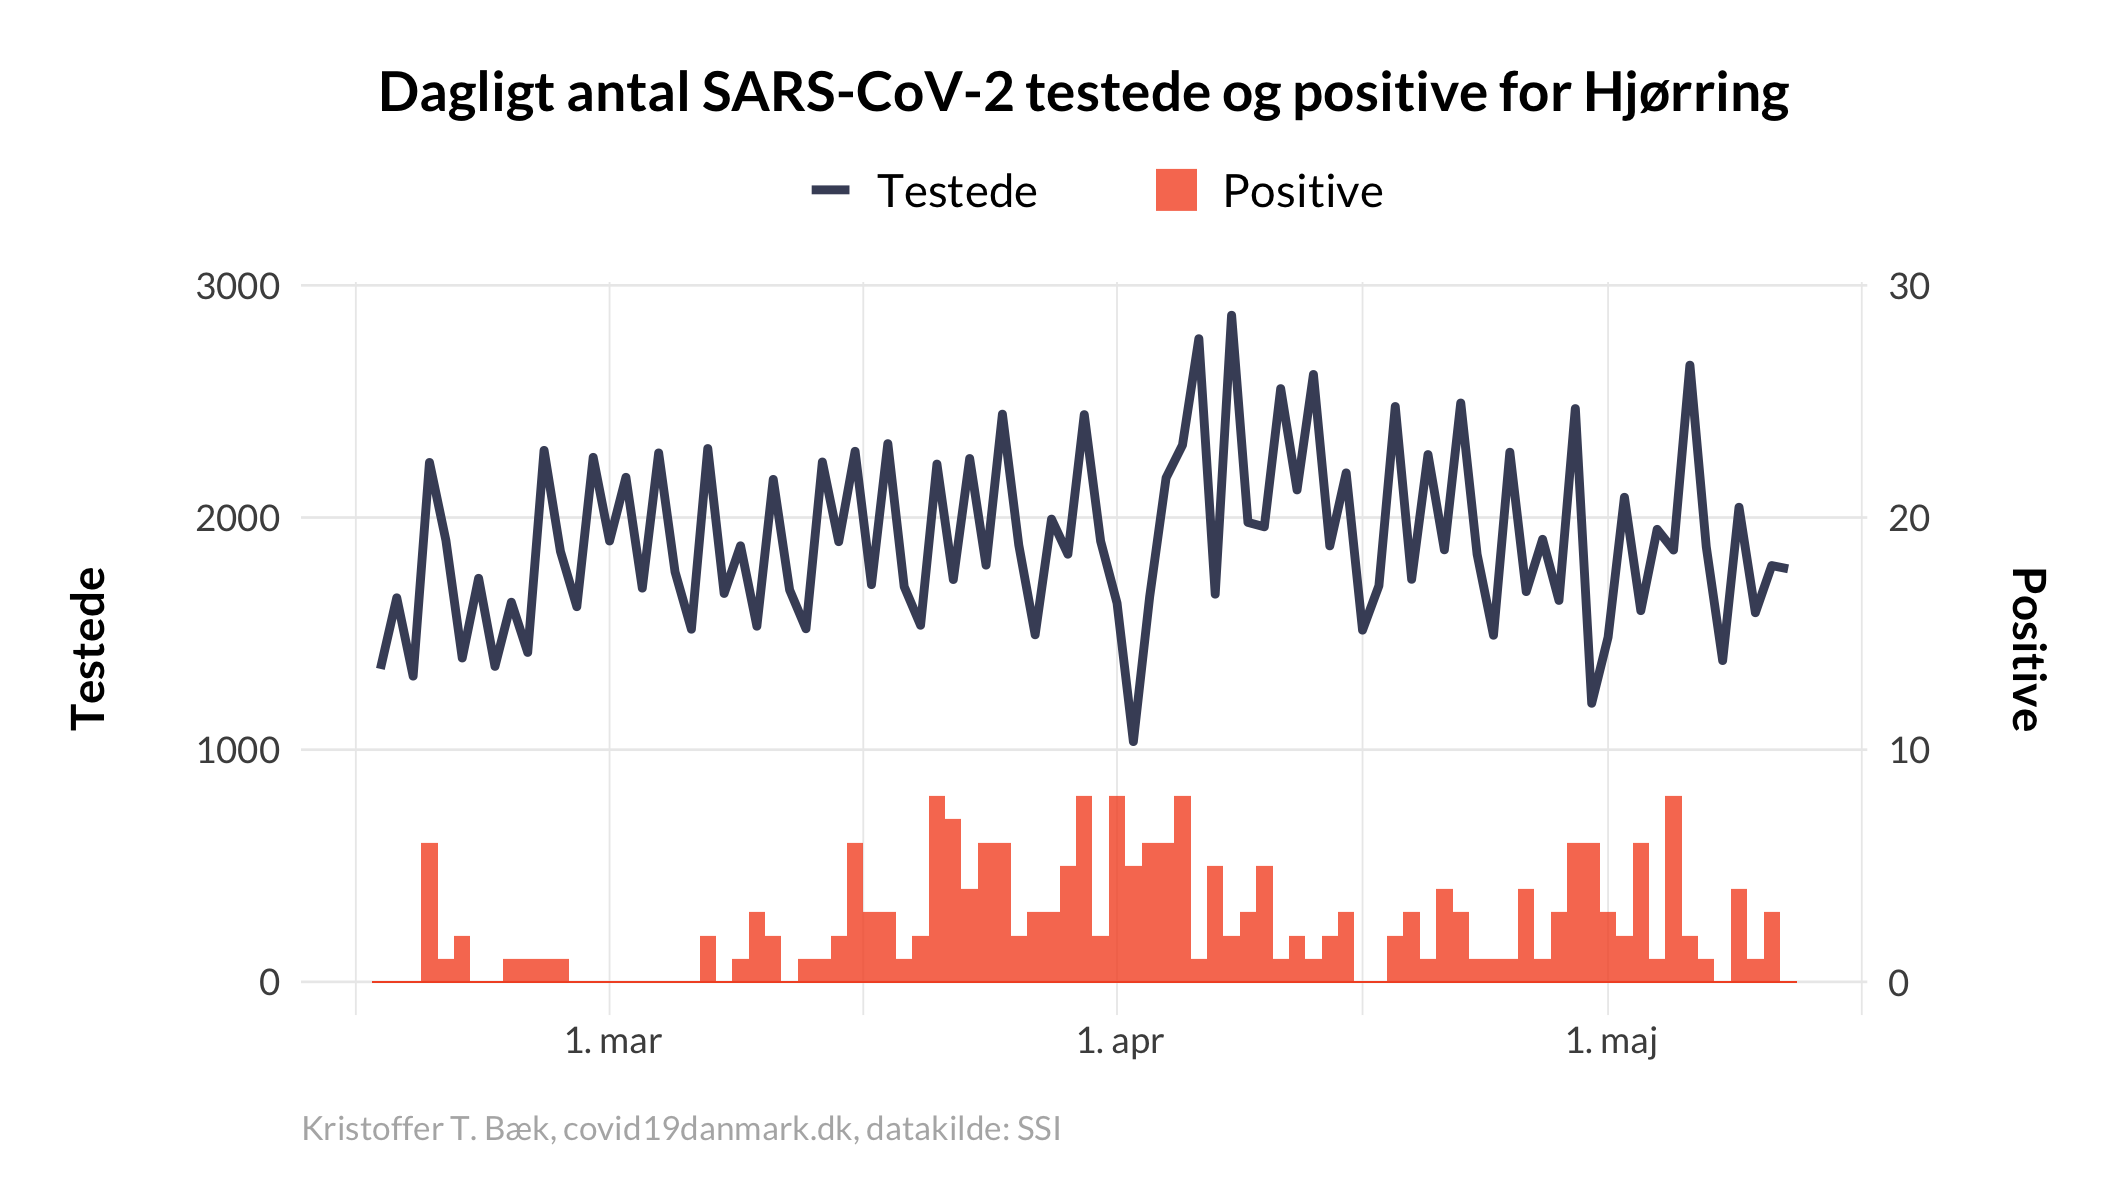 Dagligt antal SARS-CoV-2 testede og positive for Hjørring
Testede
Positive
3000
2000
1000
0
30
20
10
0
Testede
Positive
1. mar
1. apr
1. maj
Kristoffer T. Bæk, covid19danmark.dk, datakilde: SSI